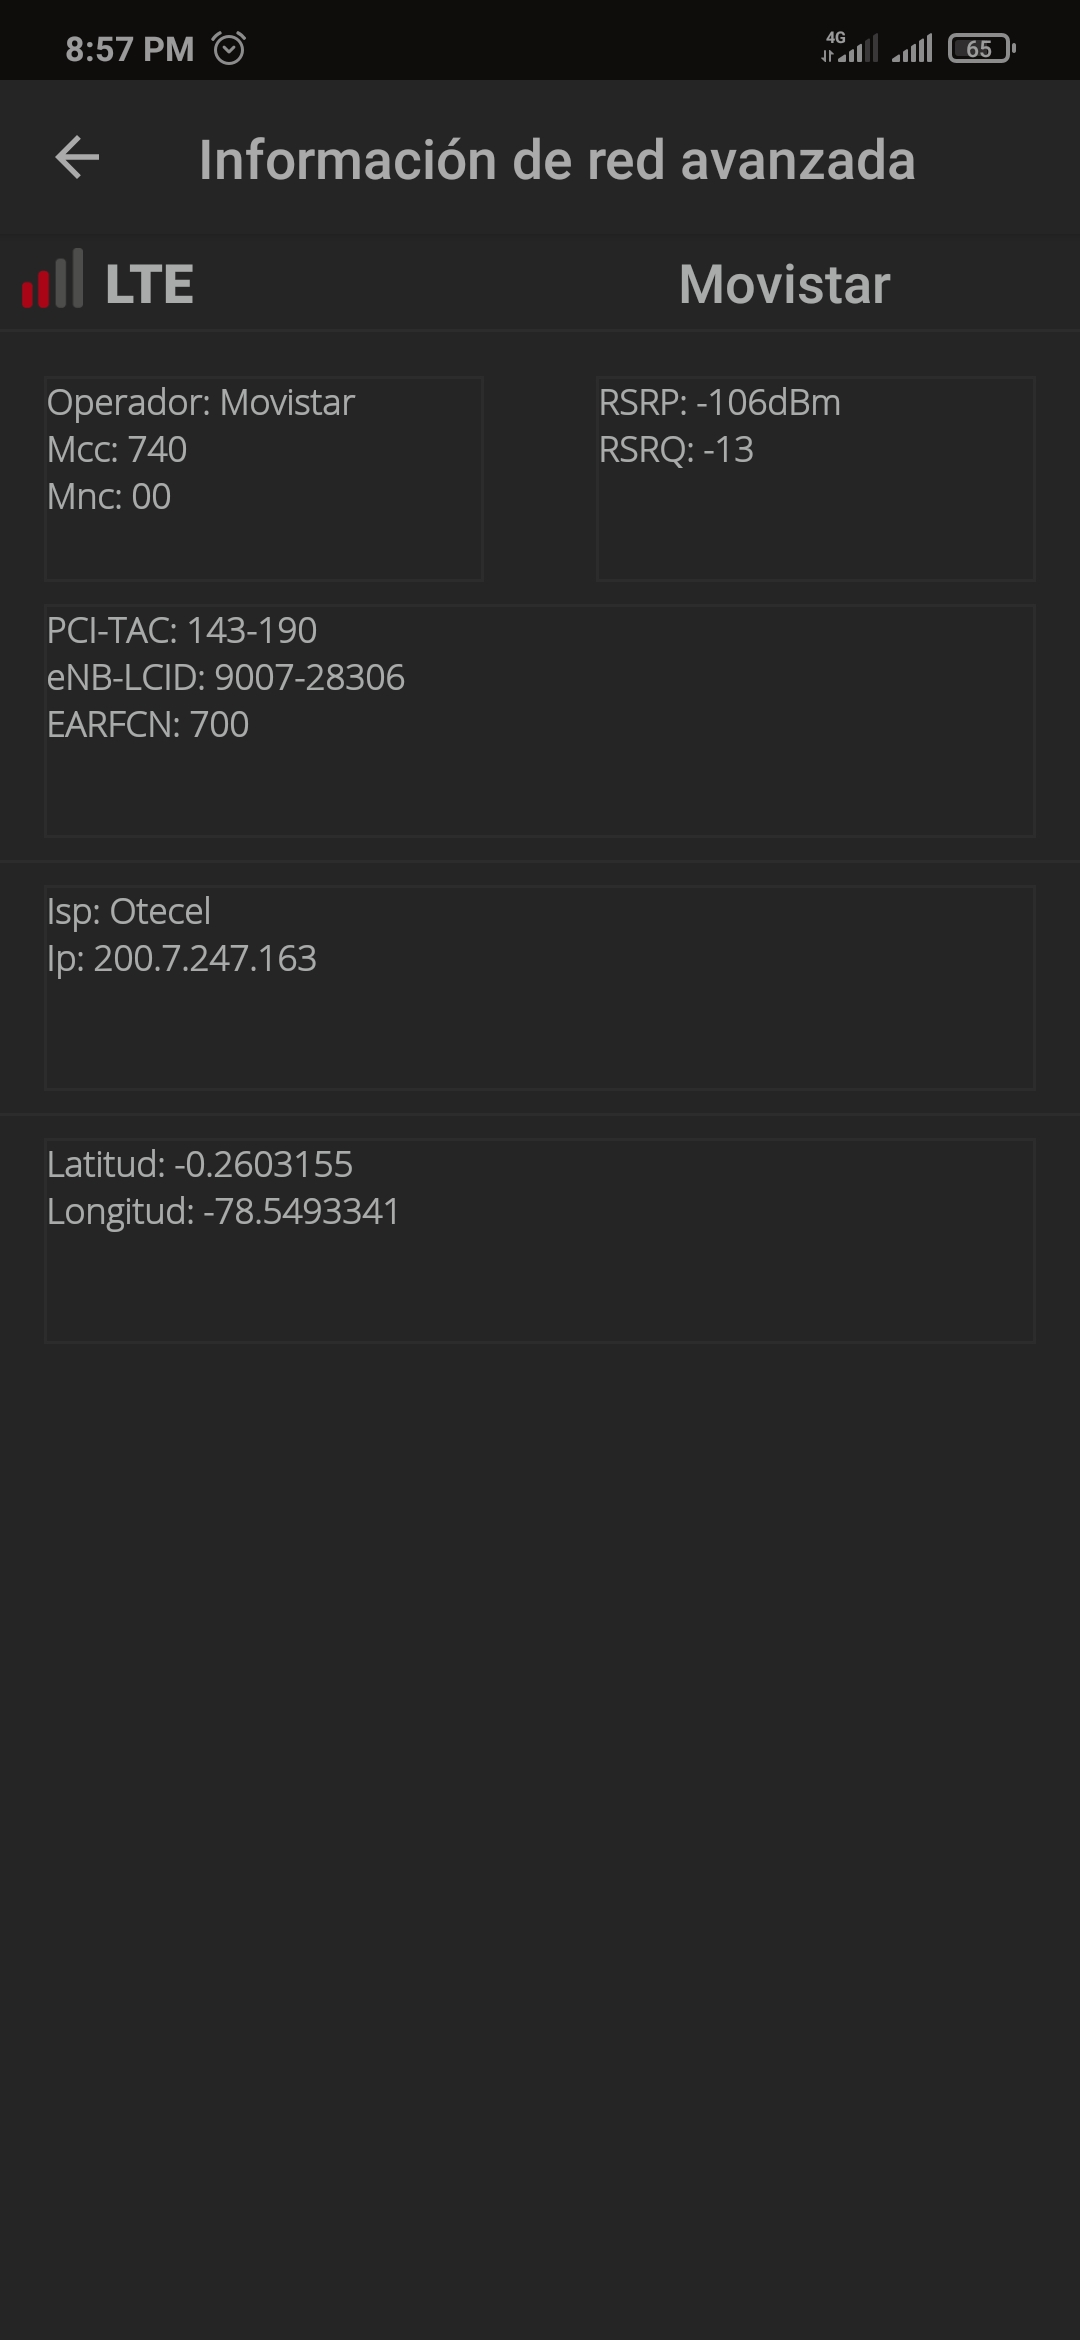 8:57 PM 4G 65
Información de red avanzada
LTE Movistar
Operador: Movistar
Mcc: 740
Mnc: 00
RSRP: -106dBm
RSRQ: -13
PCI-TAC: 143-190
eNB-LCID: 9007-28306
EARFCN: 700
Isp: Otecel
Ip: 200.7.247.163
Latitud: -0.2603155
Longitud: -78.5493341